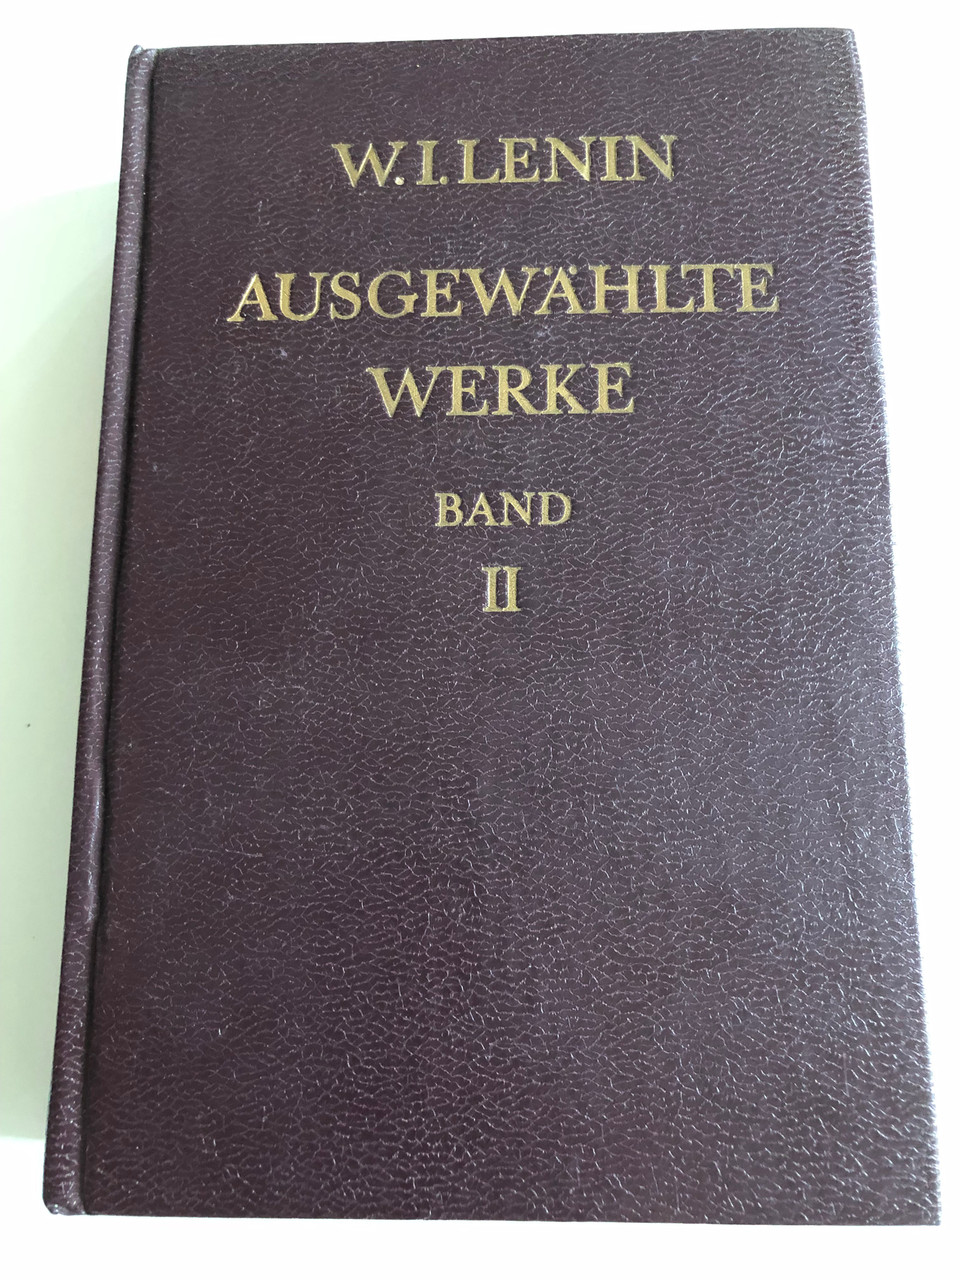 W. I. LENIN
AUSGEWÄHLTE
WERKE
BAND
II